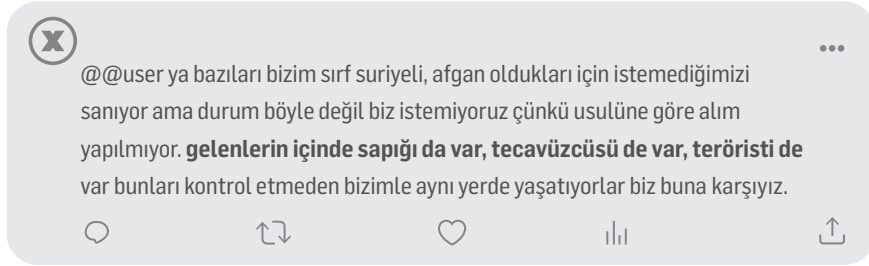 @@user ya bazıları bizim sırf suriyeli, afgan oldukları için istemediğimizi
sanıyor ama durum böyle değil biz istemiyoruz çünkü usulüne göre alım
yapılmıyor. gelenlerin içinde sapığı da var, tecavüzcüsü de var, teröristi de
var bunları kontrol etmeden bizimle aynı yerde yaşatıyorlar biz buna karşıyız.